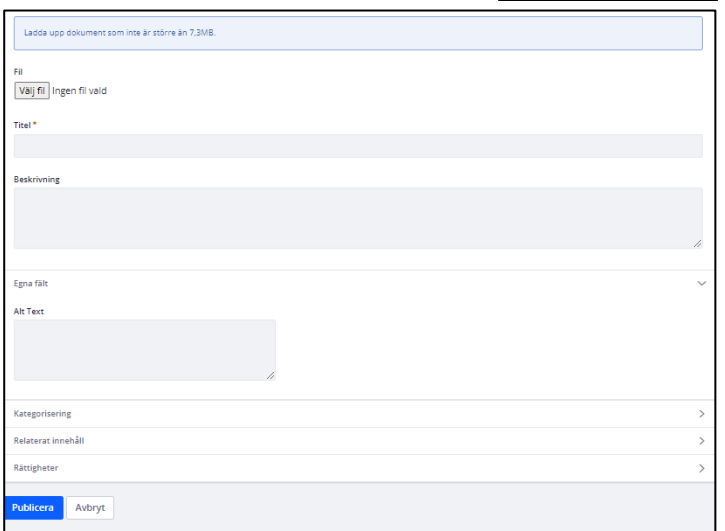 Ladda upp dokument som inte är större än 7,3MB.
Fil
Välj fil Ingen fil vald
Titel *
Beskrivning
Egna fält
Alt Text
Kategorisering
Relaterat innehåll
Rättigheter
Publicera Avbryt